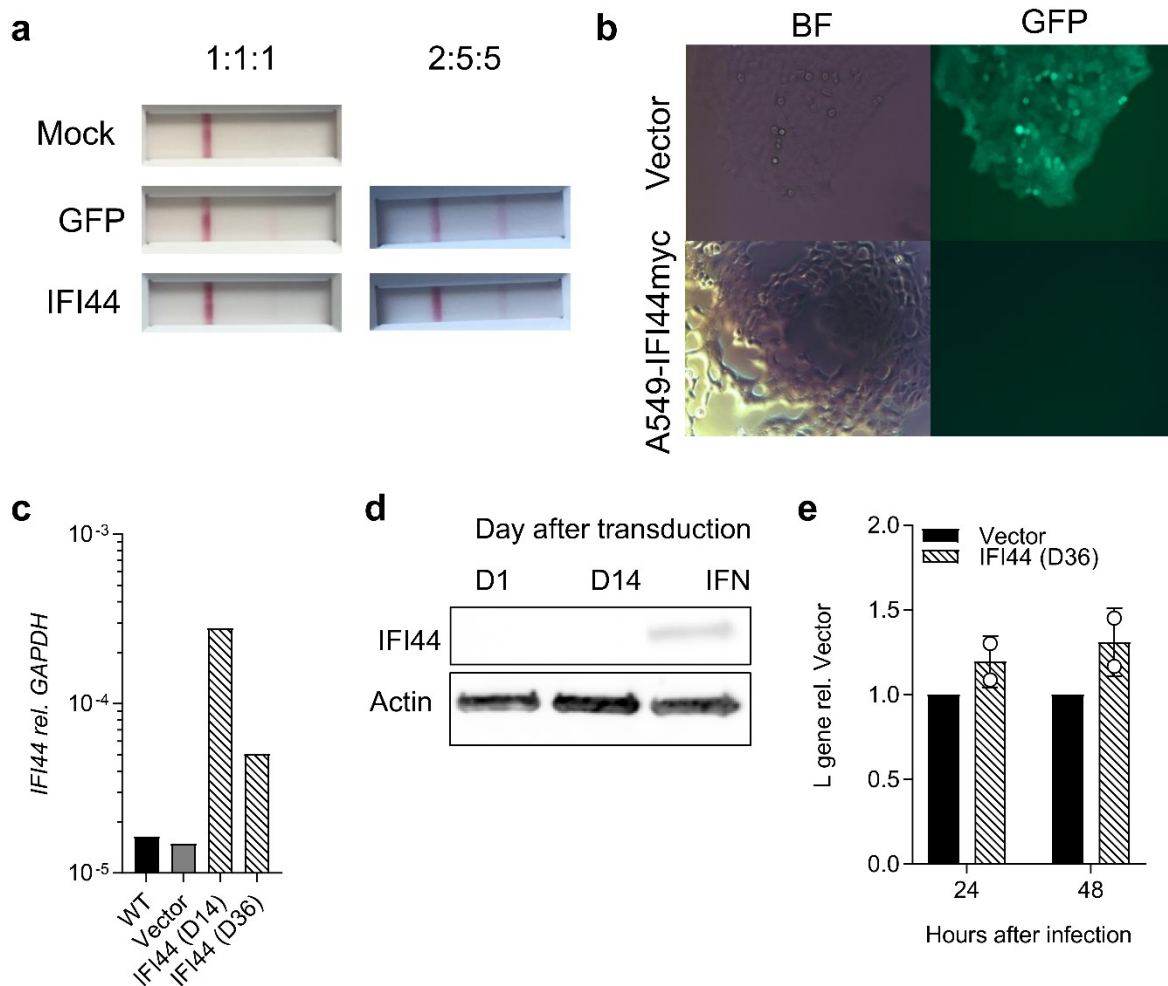 a
1:1:1 2:5:5
Mock
GFP
IFI44
b
BF GFP
Vector
A549-IFI44myc
c
IFI44 rel. GAPDH
10-3
10-4
10-5
WT
Vector
IFI44 (D14)
IFI44 (D36)
d
Day after transduction
D1 D14 IFN
IFI44
Actin
e
L gene rel. Vector
2.0
1.5
1.0
0.5
0.0
Vector
IFI44 (D36)
24 48
Hours after infection